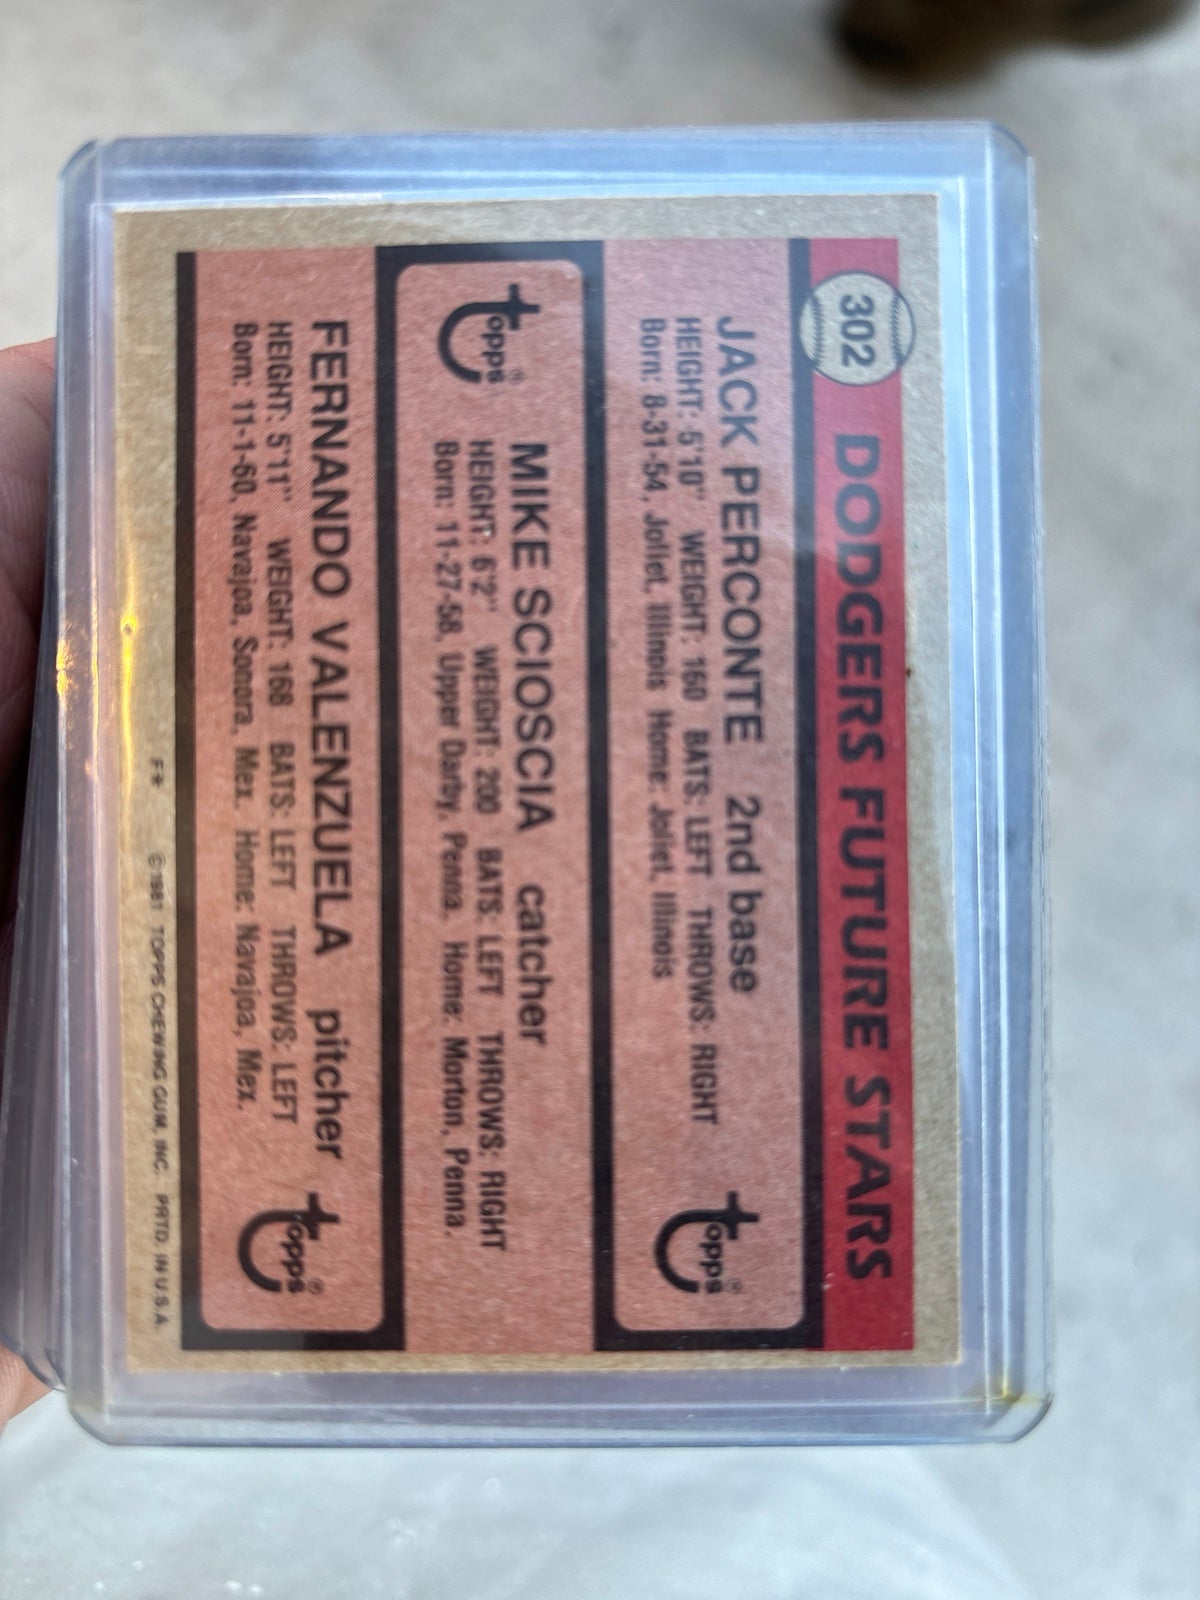 302
DODGERS FUTURE STARS
JACK PERCONTE 2nd base
HEIGHT: 5'10" WEIGHT: 160 BATS: LEFT THROWS: RIGHT
Born: 8-31-54, Joliet, Illinois Home: Joliet, Illinois
topps®
topps®
MIKE SCIOSCIA catcher
HEIGHT: 6'2" WEIGHT: 200 BATS: LEFT THROWS: RIGHT
Born: 11-27-58, Upper Darby, Penna. Home: Morton, Penna.
FERNANDO VALENZUELA pitcher
HEIGHT: 5'11" WEIGHT: 168 BATS: LEFT THROWS: LEFT
Born: 11-1-60, Navajoa, Sonora, Mex. Home: Navajoa, Mex.
topps®
F* ©1981 TOPPS CHEWING GUM, INC. PRTD. IN U.S.A.